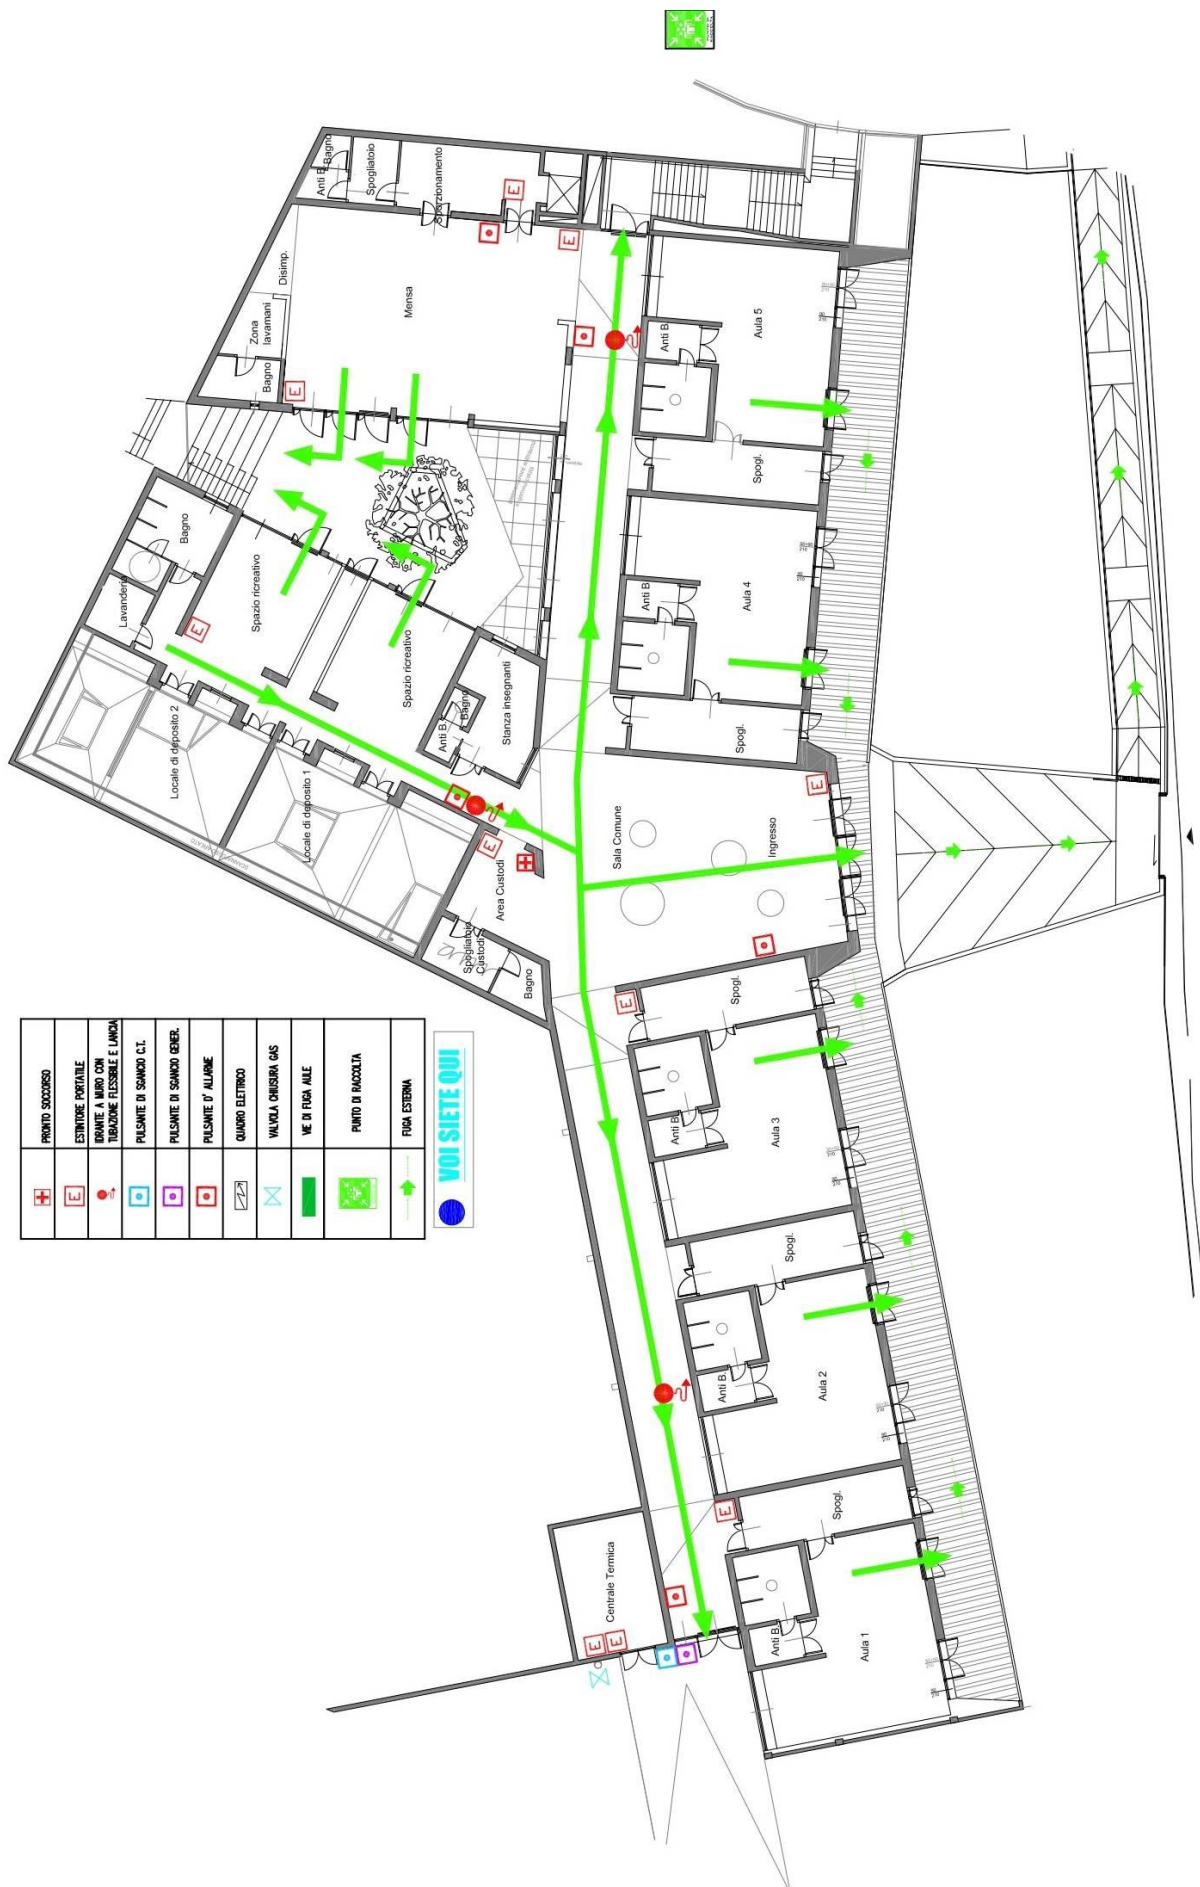 PRONTO SOCCORSO
ESTINTORE PORTATILE
IDRANTE A MURO CON
TUBAZIONE FLESSIBILE E LANCIA
PULSANTE DI SGANCIO C.T.
PULSANTE DI SGANCIO GENER.
PULSANTE D' ALLARME
QUADRO ELETTRICO
VALVOLA CHIUSURA GAS
VIE DI FUGA AULE
PUNTO DI RACCOLTA
FUGA ESTERNA
VOI SIETE QUI
Locale di deposito 2
Locale di deposito 1
Lavanderia
Bagno
Spazio ricreativo
Spazio ricreativo
Anti B.
Bagno
Stanza insegnanti
Area Custodi
Spogliatoio
Custodi
Bagno
Anti B.
Bagno
Spogliatoio
Sporzionamento
Disimp.
Zona
lavamani
Bagno
Mensa
Sala Comune
Ingresso
Centrale Termica
Anti B.
Aula 1
Spogl.
Anti B.
Aula 2
Spogl.
Anti B.
Aula 3
Spogl.
Spogl.
Anti B.
Aula 4
Spogl.
Anti B.
Aula 5
E
E
E
E
E
E
E
E
E
E